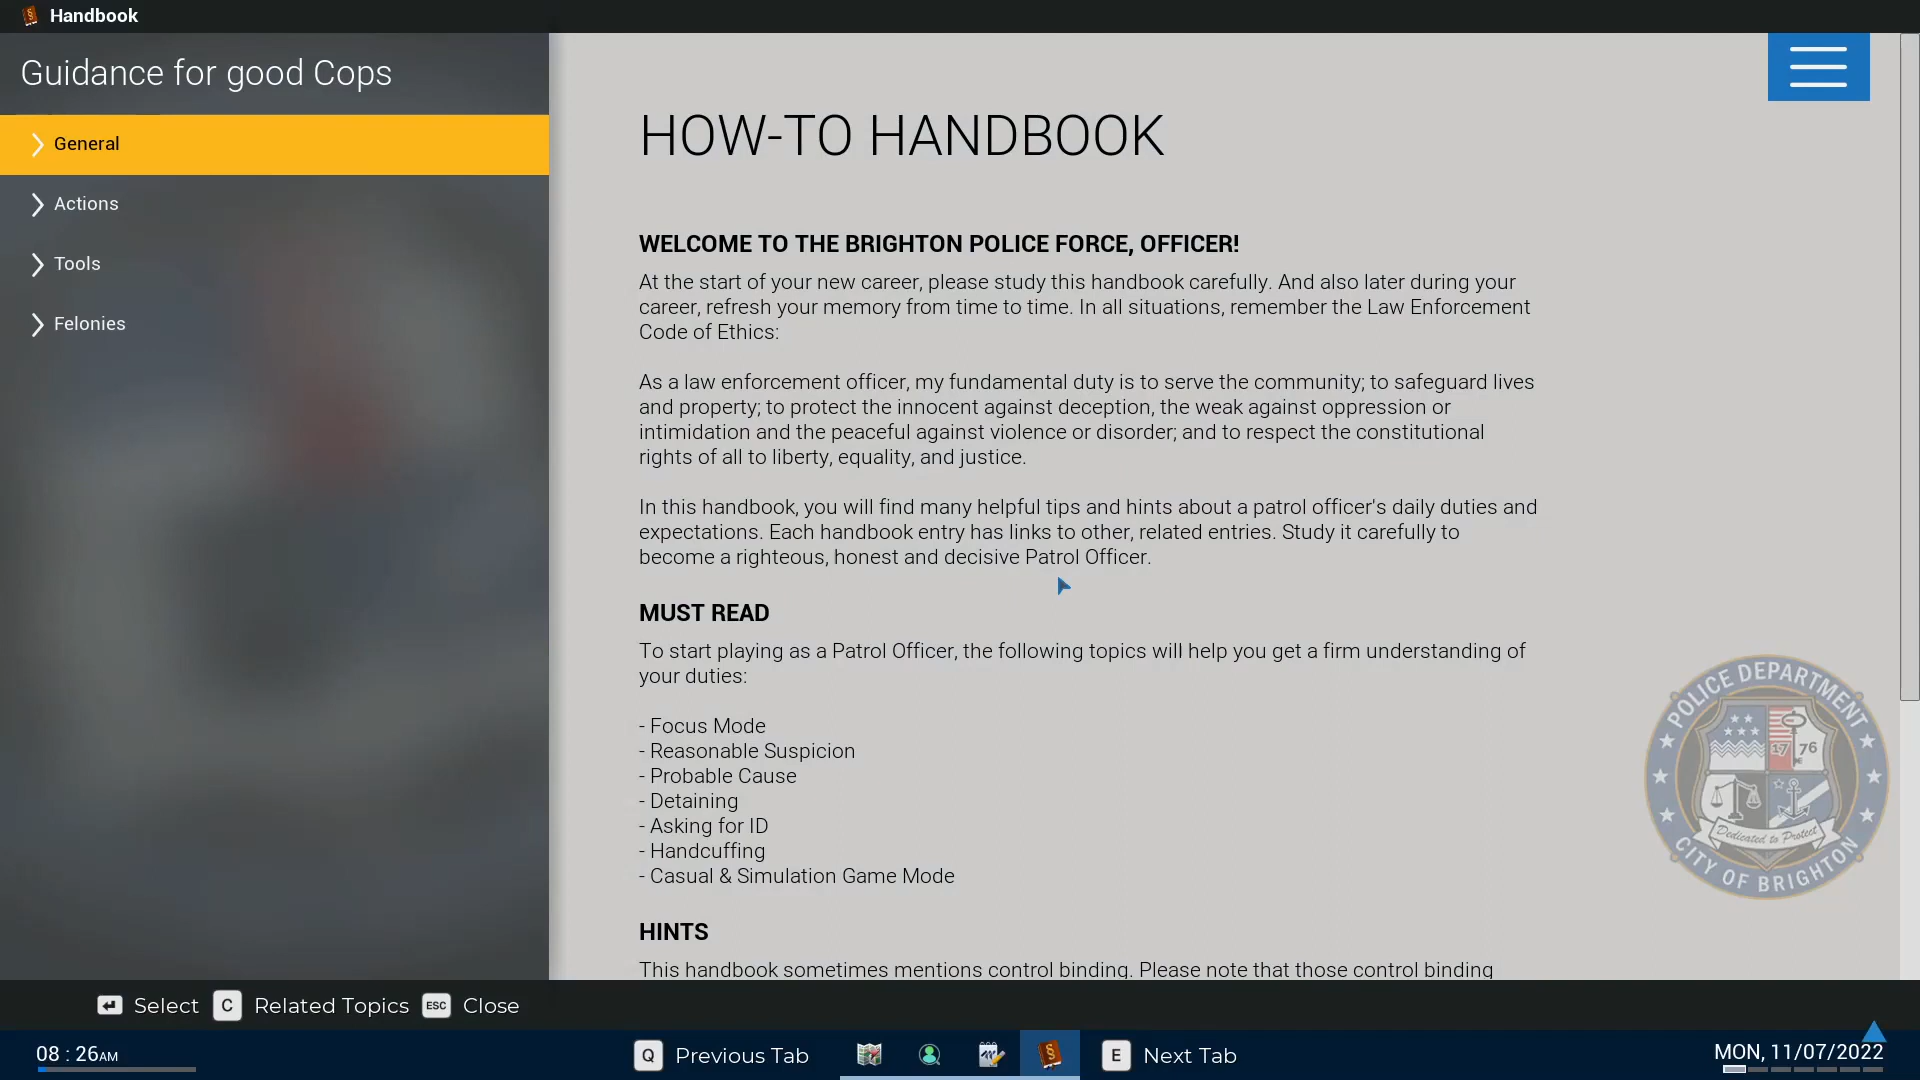 Handbook
Guidance for good Cops
General
Actions
Tools
Felonies
HOW-TO HANDBOOK
WELCOME TO THE BRIGHTON POLICE FORCE, OFFICER!
At the start of your new career, please study this handbook carefully. And also later during your
career, refresh your memory from time to time. In all situations, remember the Law Enforcement
Code of Ethics:
As a law enforcement officer, my fundamental duty is to serve the community; to safeguard lives
and property; to protect the innocent against deception, the weak against oppression or
intimidation and the peaceful against violence or disorder; and to respect the constitutional
rights of all to liberty, equality, and justice.
In this handbook, you will find many helpful tips and hints about a patrol officer's daily duties and
expectations. Each handbook entry has links to other, related entries. Study it carefully to
become a righteous, honest and decisive Patrol Officer.
MUST READ
To start playing as a Patrol Officer, the following topics will help you get a firm understanding of
your duties:
- Focus Mode
- Reasonable Suspicion
- Probable Cause
- Detaining
- Asking for ID
- Handcuffing
- Casual & Simulation Game Mode
HINTS
This handbook sometimes mentions control binding. Please note that those control binding
POLICE DEPARTMENT
17 76
Dedicated to Protect
CITY OF BRIGHTON
Select C Related Topics ESC Close
08 : 26AM
Q Previous Tab E Next Tab
MON, 11/07/2022